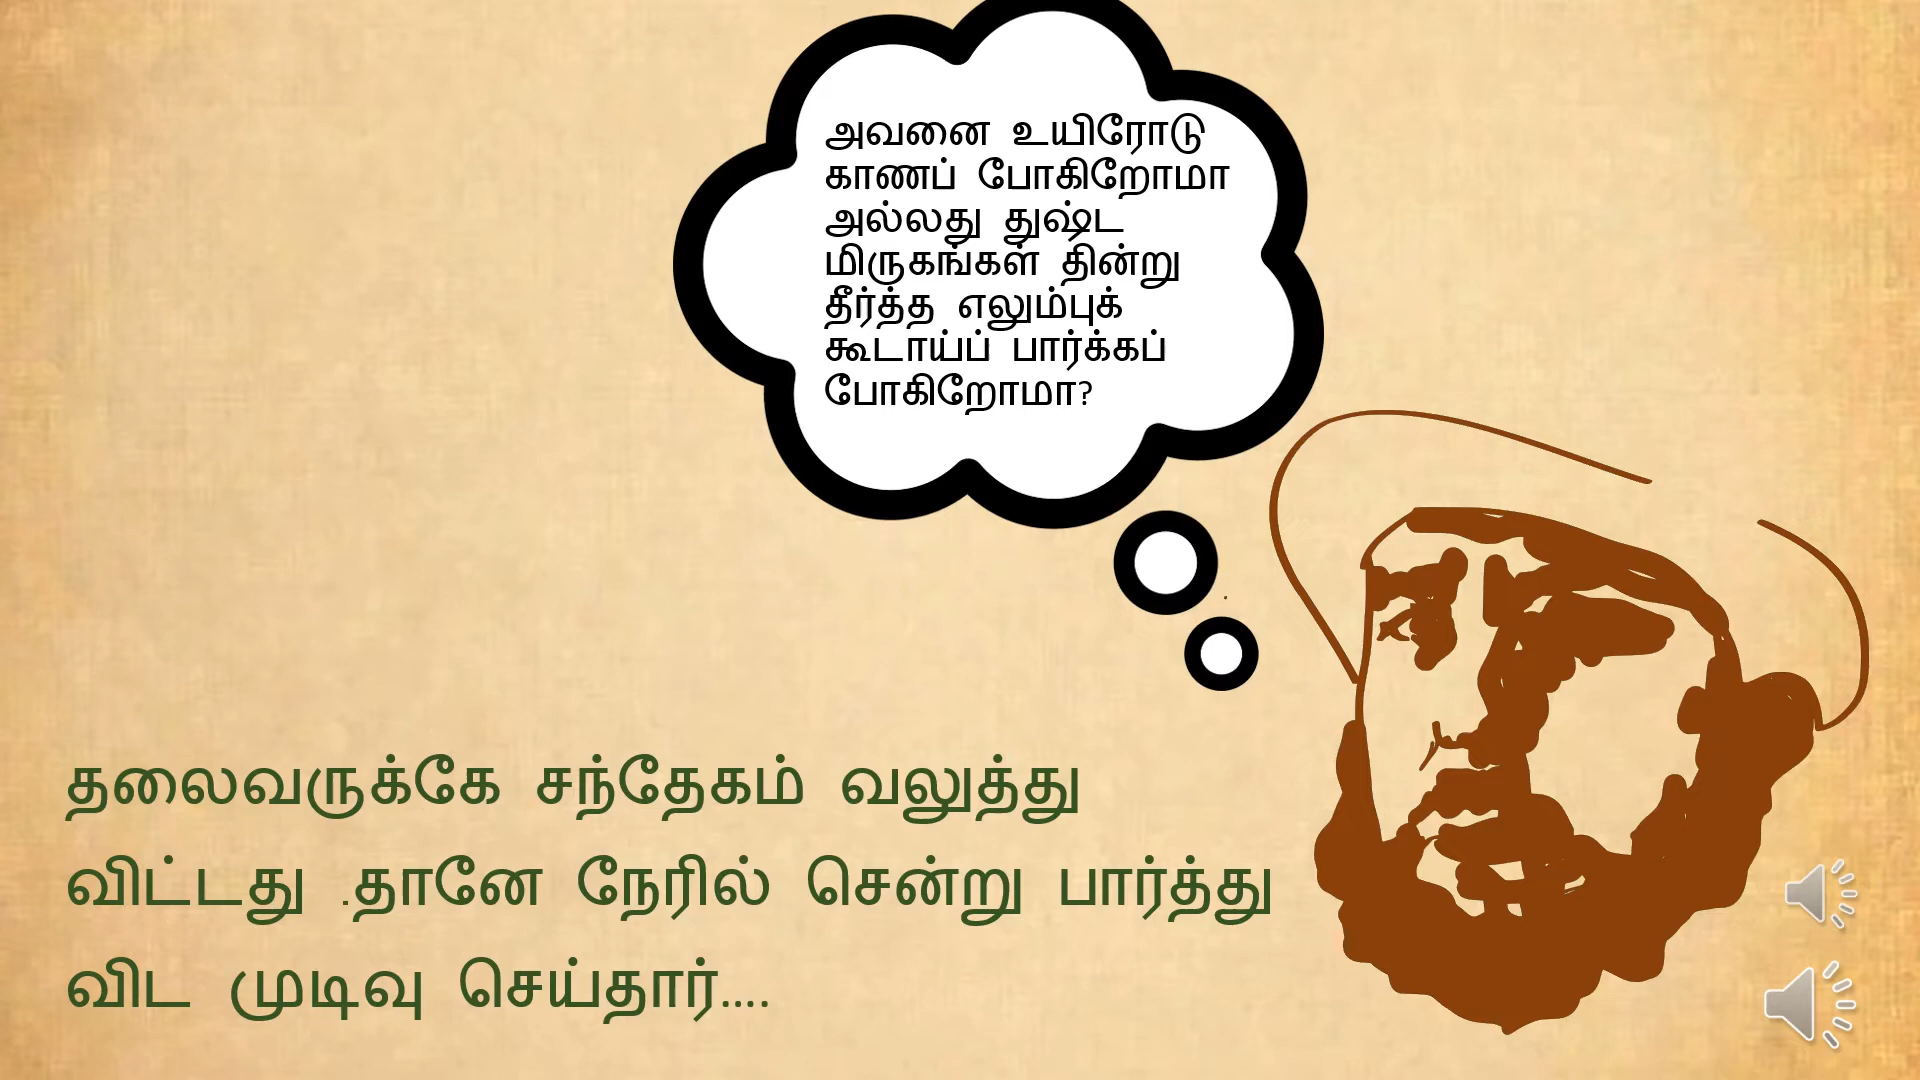 அவனை உயிரோடு
காணப் போகிறோமா
அல்லது துஷ்ட
மிருகங்கள் தின்று
தீர்த்த எலும்புக்
கூடாய்ப் பார்க்கப்
போகிறோமா?
தலைவருக்கே சந்தேகம் வலுத்து
விட்டது .தானே நேரில் சென்று பார்த்து
விட முடிவு செய்தார்....